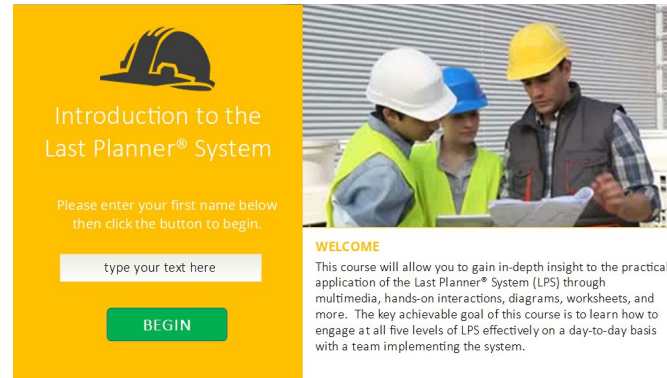 Introduction to the
Last Planner® System
Please enter your first name below
then click the button to begin.
type your text here
BEGIN
WELCOME
This course will allow you to gain in-depth insight to the practical
application of the Last Planner® System (LPS) through
multimedia, hands-on interactions, diagrams, worksheets, and
more.  The key achievable goal of this course is to learn how to
engage at all five levels of LPS effectively on a day-to-day basis
with a team implementing the system.